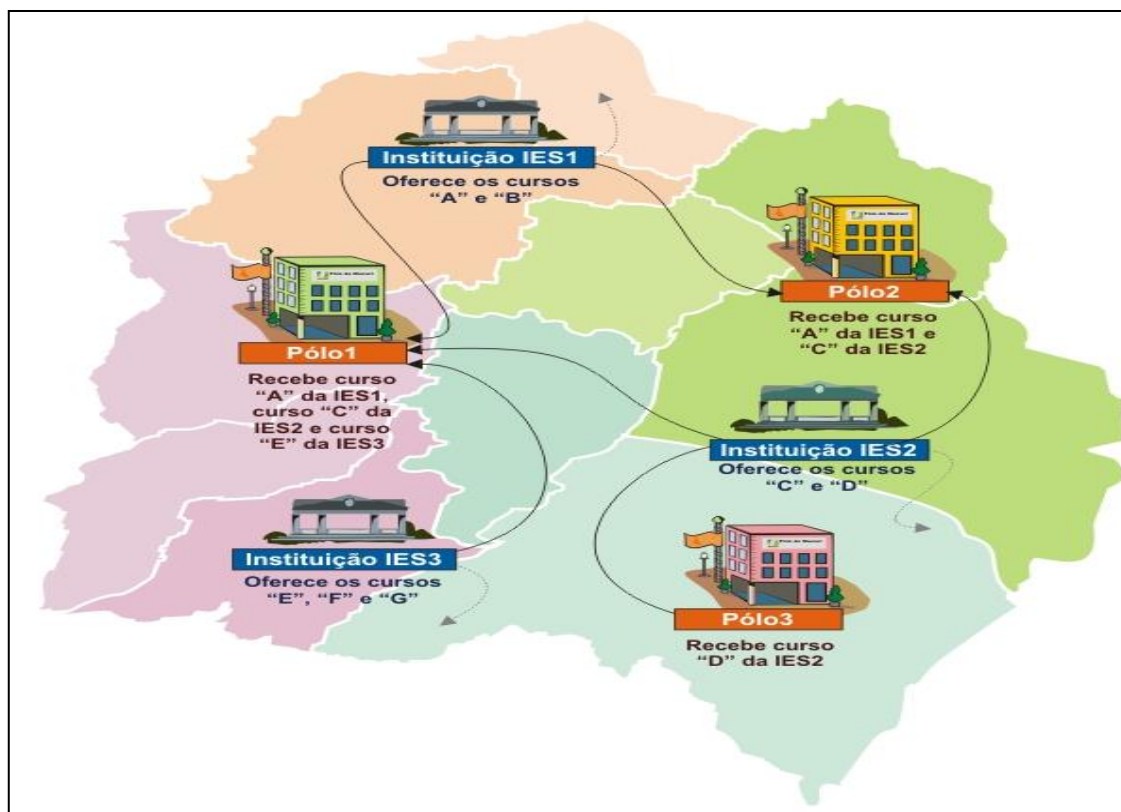 Instituição IES1
Oferece os cursos
“A” e “B”
Pólo2
Recebe curso
“A” da IES1 e
“C” da IES2
Pólo1
Recebe curso
“A” da IES1,
curso “C” da
IES2 e curso
“E” da IES3
Instituição IES2
Oferece os cursos
“C” e “D”
Instituição IES3
Oferece os cursos
“E”, “F” e “G”
Pólo3
Recebe curso
“D” da IES2